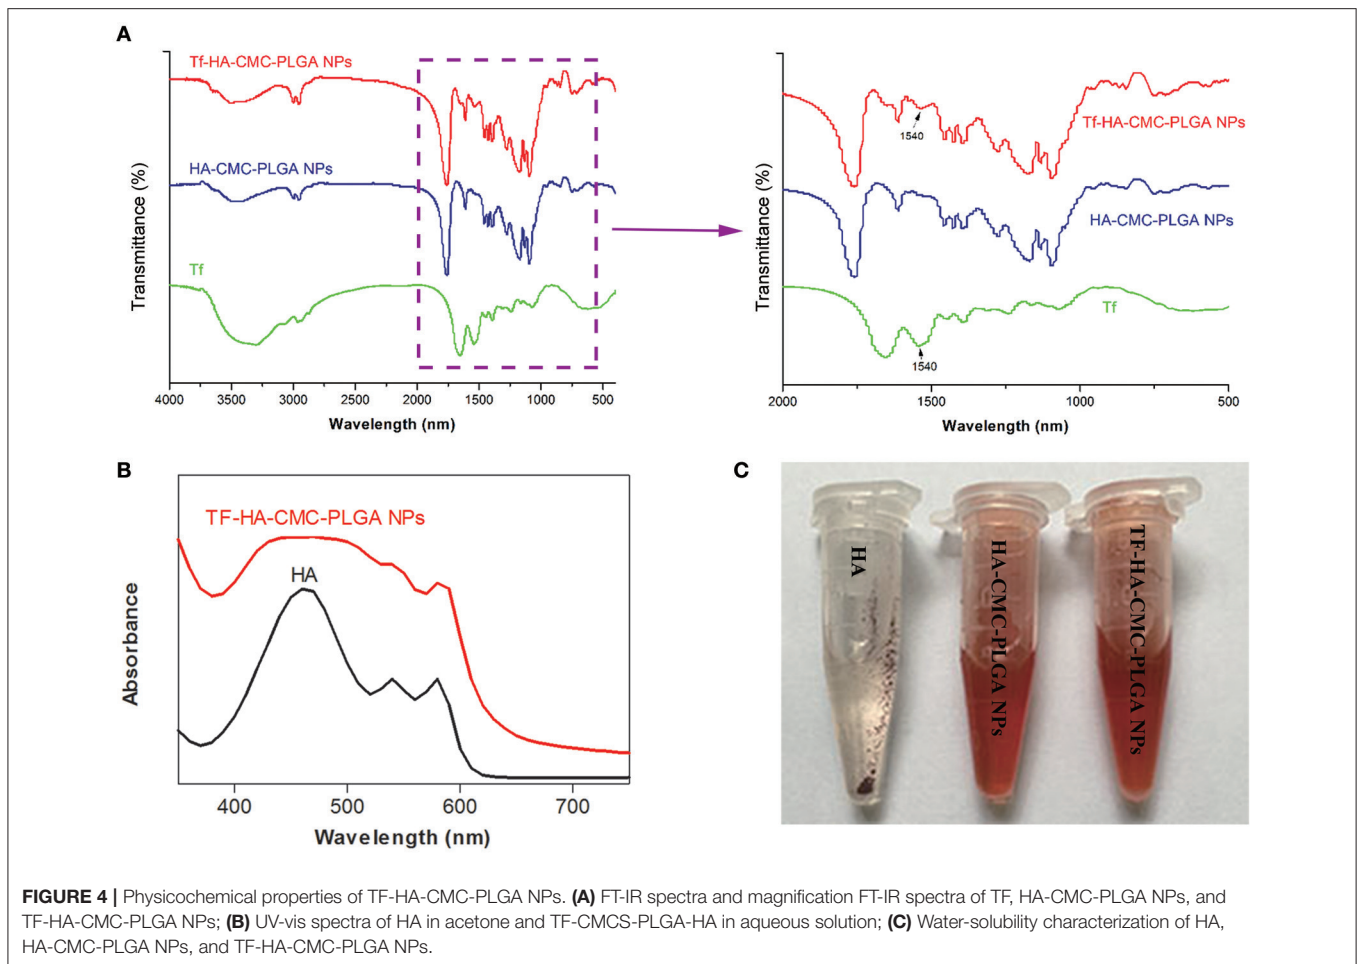 A
Tf-HA-CMC-PLGA NPs
HA-CMC-PLGA NPs
Tf
Transmittance (%)
4000 3500 3000 2500 2000 1500 1000 500
Wavelength (nm)
1540
Tf-HA-CMC-PLGA NPs
HA-CMC-PLGA NPs
Tf
1540
Transmittance (%)
2000 1500 1000 500
Wavelength (nm)
B
TF-HA-CMC-PLGA NPs
HA
Absorbance
400 500 600 700
Wavelength (nm)
C
HA
HA-CMC-PLGA NPs
TF-HA-CMC-PLGA NPs
FIGURE 4 | Physicochemical properties of TF-HA-CMC-PLGA NPs. (A) FT-IR spectra and magnification FT-IR spectra of TF, HA-CMC-PLGA NPs, and
TF-HA-CMC-PLGA NPs; (B) UV-vis spectra of HA in acetone and TF-CMCS-PLGA-HA in aqueous solution; (C) Water-solubility characterization of HA,
HA-CMC-PLGA NPs, and TF-HA-CMC-PLGA NPs.